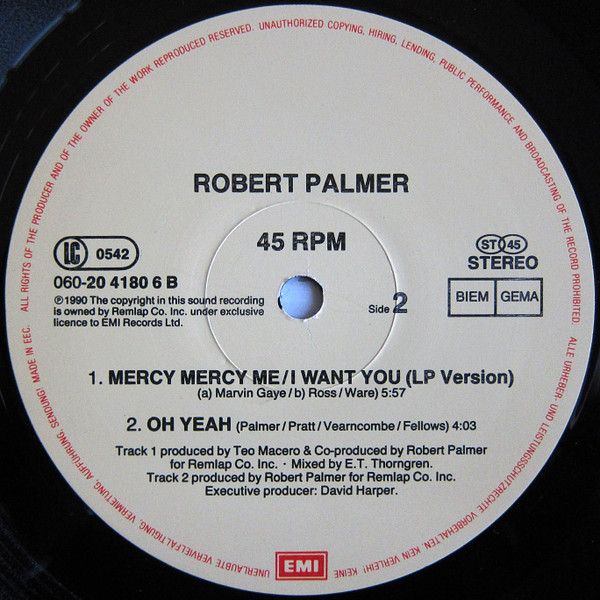 ALL RIGHTS OF THE PRODUCER AND OF THE OWNER OF THE WORK REPRODUCED RESERVED. UNAUTHORIZED COPYING, HIRING, LENDING, PUBLIC PERFORMANCE AND BROADCASTING OF THE RECORD PROHIBITED. ALLE URHEBER- UND LEISTUNGSSCHUTZRECHTE VORBEHALTEN. KEIN VERLEIH! KEINE UNERLAUBTE VERVIELFÄLTIGUNG, VERMIETUNG, AUFFÜHRUNG, SENDUNG! MADE IN EEC.
ROBERT PALMER
45 RPM
LC 0542
ST 45
STEREO
060-20 4180 6 B
℗ 1990 The copyright in this sound recording
is owned by Remlap Co. Inc. under exclusive
licence to EMI Records Ltd.
Side 2
BIEM GEMA
1. MERCY MERCY ME/I WANT YOU (LP Version)
(a) Marvin Gaye/b) Ross/Ware) 5:57
2. OH YEAH (Palmer/Pratt/Vearncombe/Fellows) 4:03
Track 1 produced by Teo Macero & Co-produced by Robert Palmer
for Remlap Co. Inc. · Mixed by E.T. Thorngren.
Track 2 produced by Robert Palmer for Remlap Co. Inc.
Executive producer: David Harper.
EMI